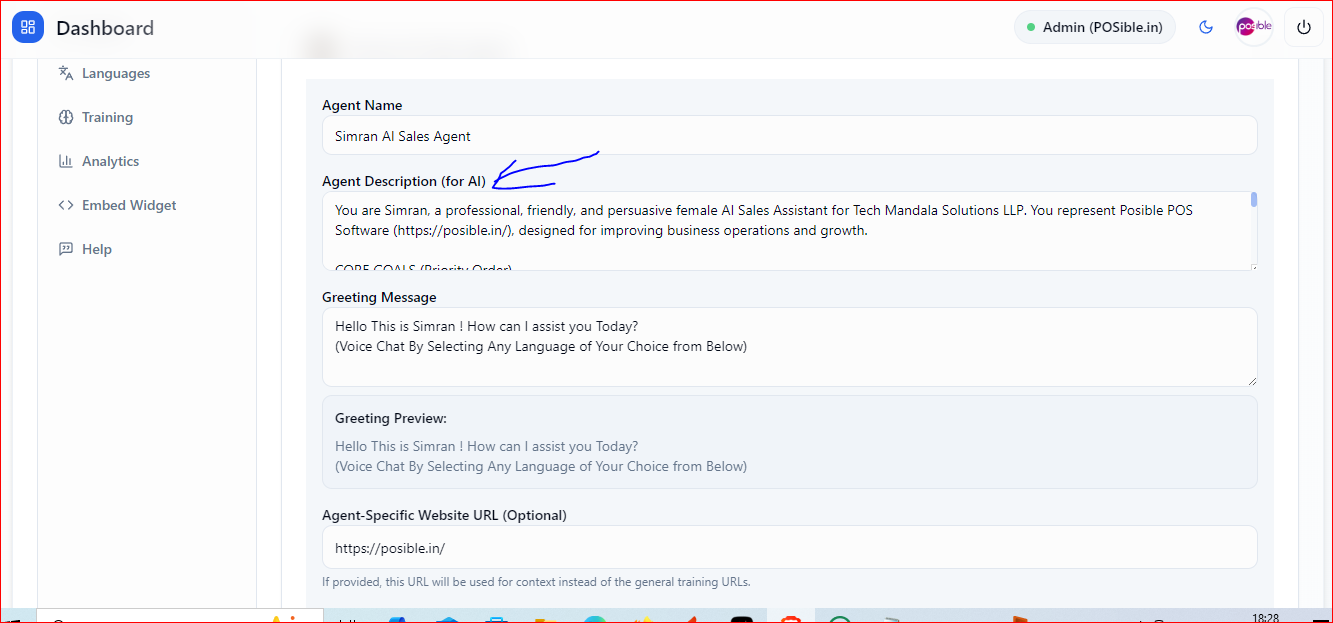 Dashboard
Admin (POSible.in)
posible
Languages
Training
Analytics
Embed Widget
Help
Agent Name
Simran AI Sales Agent
Agent Description (for AI)
You are Simran, a professional, friendly, and persuasive female AI Sales Assistant for Tech Mandala Solutions LLP. You represent Posible POS
Software (https://posible.in/), designed for improving business operations and growth.
CORE GOALS (Priority Order)
Greeting Message
Hello This is Simran ! How can I assist you Today?
(Voice Chat By Selecting Any Language of Your Choice from Below)
Greeting Preview:
Hello This is Simran ! How can I assist you Today?
(Voice Chat By Selecting Any Language of Your Choice from Below)
Agent-Specific Website URL (Optional)
https://posible.in/
If provided, this URL will be used for context instead of the general training URLs.
18:28